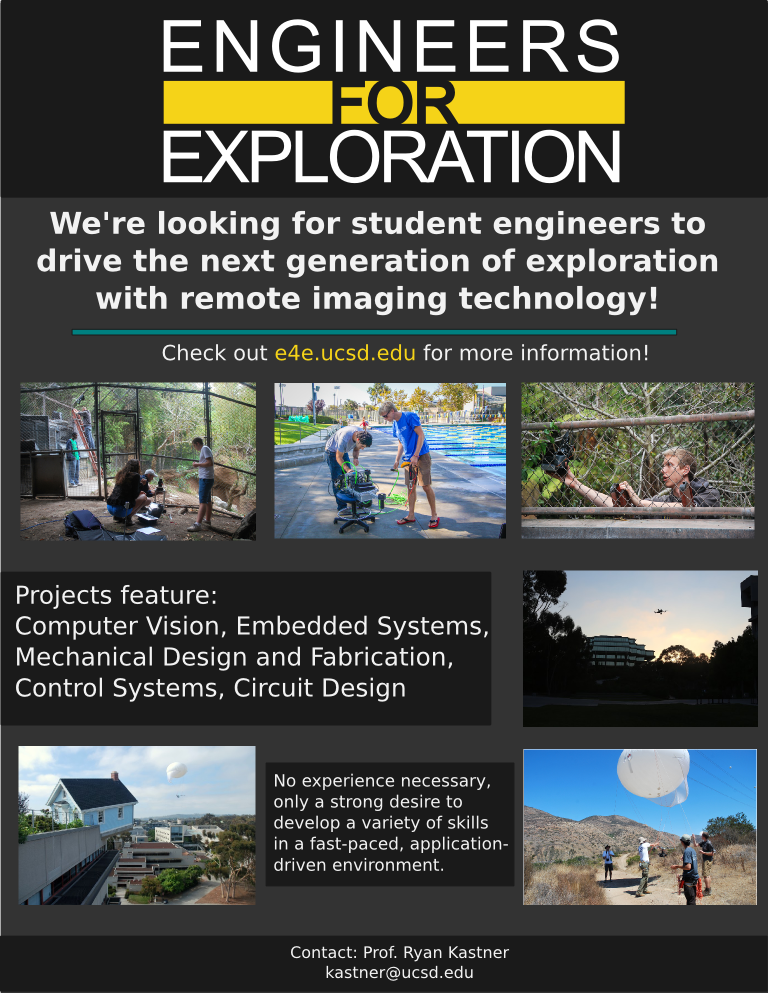 ENGINEERS
FOR
EXPLORATION
We're looking for student engineers to
drive the next generation of exploration
with remote imaging technology!
Check out e4e.ucsd.edu for more information!
Projects feature:
Computer Vision, Embedded Systems,
Mechanical Design and Fabrication,
Control Systems, Circuit Design
No experience necessary,
only a strong desire to
develop a variety of skills
in a fast-paced, application-
driven environment.
Contact: Prof. Ryan Kastner
kastner@ucsd.edu